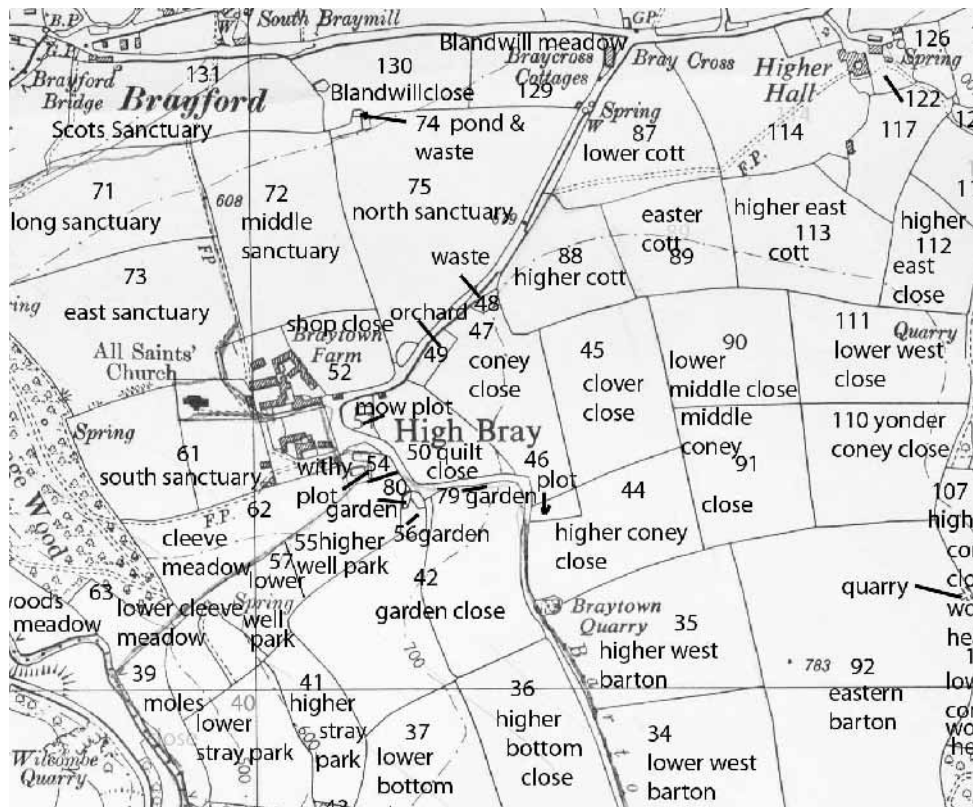 B.P
W
South Braymill
GP
Blandwill meadow
126
G.P.
131
130
Braycross
Cottages
Bray Cross
Higher
Hall
Spring
Brayford
Bridge
Brayford
Blandwillclose
129
122
Scots Sanctuary
74 pond &
waste
Spring
W
87
lower cott
114
117
F.P.
71
long sanctuary
608
72
middle
sanctuary
75
north sanctuary
easter
cott
89
higher east
cott
113
higher
112
east
close
F.P.
73
east sanctuary
waste
88
higher cott
48
shop close
orchard
47
coney
close
Quarry
111
lower west
close
All Saints'
Church
Braytown
Farm
52
49
45
clover
close
90
lower
middle close
mow plot
High Bray
middle
coney
110 yonder
coney close
Spring
61
south sanctuary
withy
plot
54
50 quilt
close
46
plot
91
close
80
garden
79
garden
44
higher coney
close
107
F.P.
62
cleeve
meadow
55 higher
well park
56 garden
57
lower
well
park
Spring
42
garden close
quarry
63
woods
meadow
lower cleeve
meadow
Braytown
Quarry
35
higher west
barton
39
moles
40
lower
stray park
41
higher
stray
park
700
36
higher
bottom
close
783
92
eastern
barton
37
lower
bottom
34
lower west
barton
Wilcombe
Quarry
500
600